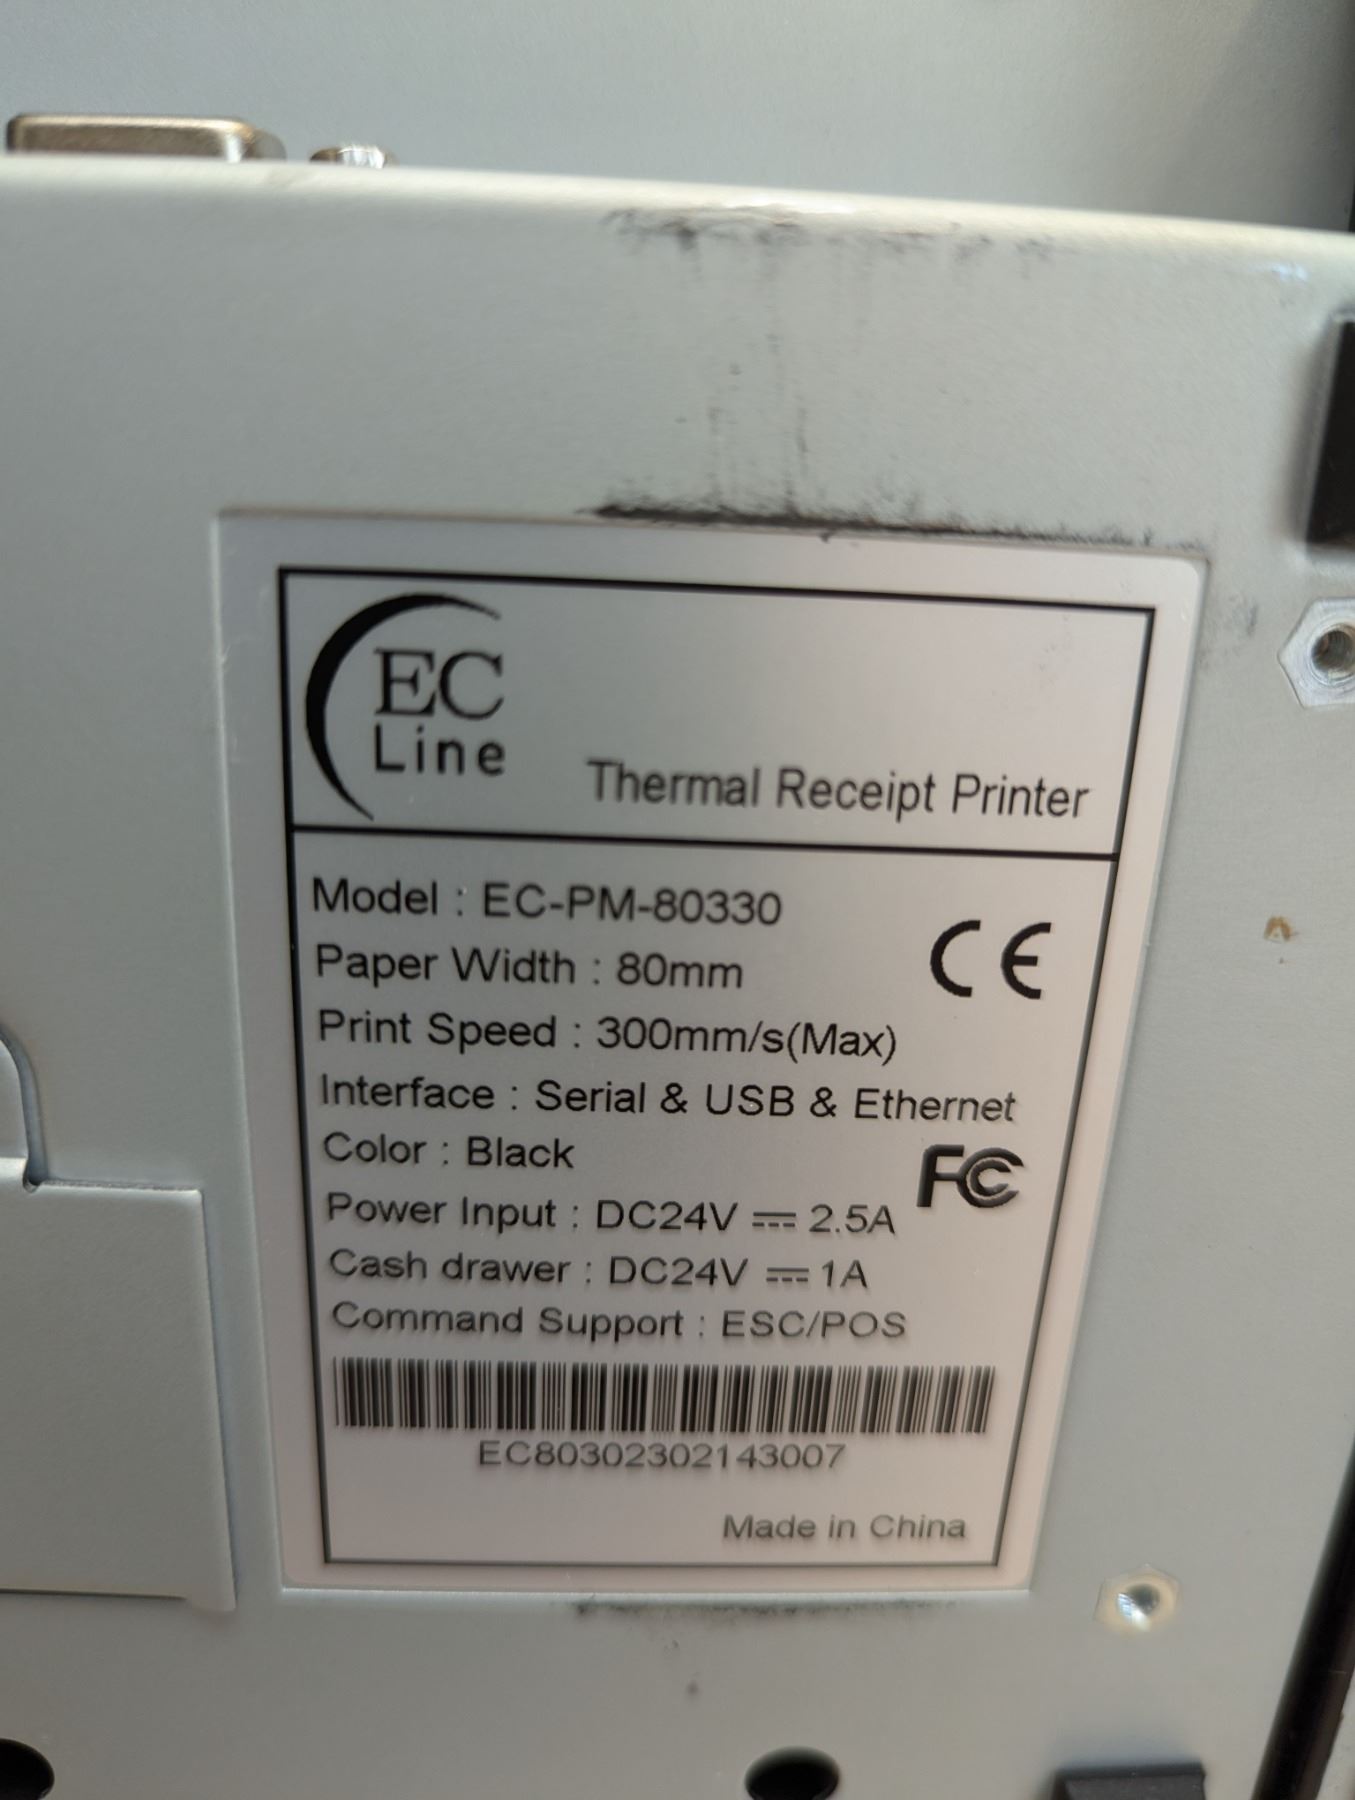 EC
Line
Thermal Receipt Printer
Model : EC-PM-80330
Paper Width : 80mm
Print Speed : 300mm/s(Max)
Interface : Serial & USB & Ethernet
Color : Black
Power Input : DC24V ⎓ 2.5A
Cash drawer : DC24V ⎓ 1A
Command Support : ESC/POS
CE
FC
EC80302302143007
Made in China